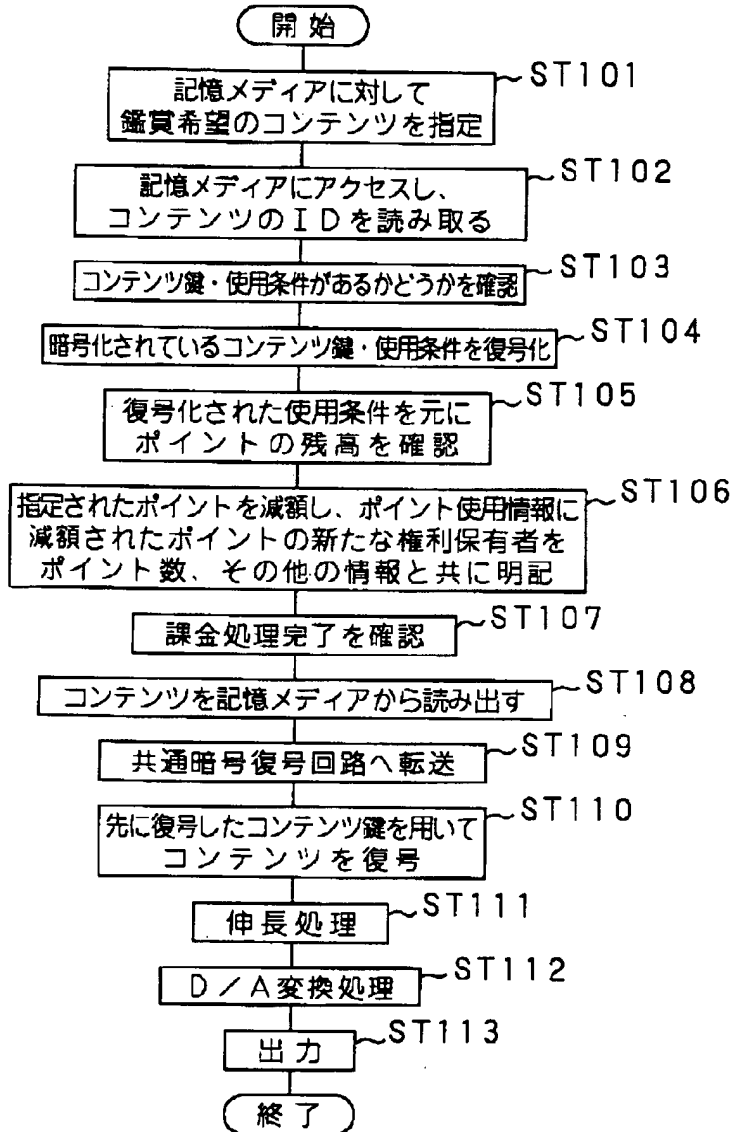 開始
記憶メディアに対して
鑑賞希望のコンテンツを指定
ST101
記憶メディアにアクセスし、
コンテンツのIDを読み取る
ST102
コンテンツ鍵・使用条件があるかどうかを確認
ST103
暗号化されているコンテンツ鍵・使用条件を復号化
ST104
復号化された使用条件を元に
ポイントの残高を確認
ST105
指定されたポイントを減額し、ポイント使用情報に
減額されたポイントの新たな権利保有者を
ポイント数、その他の情報と共に明記
ST106
課金処理完了を確認
ST107
コンテンツを記憶メディアから読み出す
ST108
共通暗号復号回路へ転送
ST109
先に復号したコンテンツ鍵を用いて
コンテンツを復号
ST110
伸長処理
ST111
D/A変換処理
ST112
出力
ST113
終了